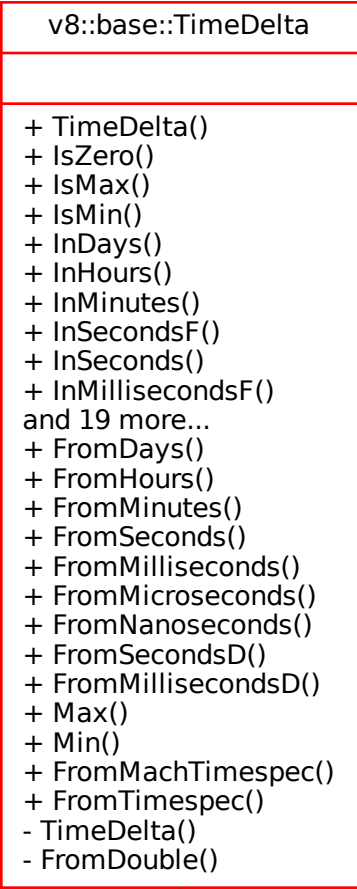 v8::base::TimeDelta
+ TimeDelta()
+ IsZero()
+ IsMax()
+ IsMin()
+ InDays()
+ InHours()
+ InMinutes()
+ InSecondsF()
+ InSeconds()
+ InMillisecondsF()
and 19 more...
+ FromDays()
+ FromHours()
+ FromMinutes()
+ FromSeconds()
+ FromMilliseconds()
+ FromMicroseconds()
+ FromNanoseconds()
+ FromSecondsD()
+ FromMillisecondsD()
+ Max()
+ Min()
+ FromMachTimespec()
+ FromTimespec()
- TimeDelta()
- FromDouble()